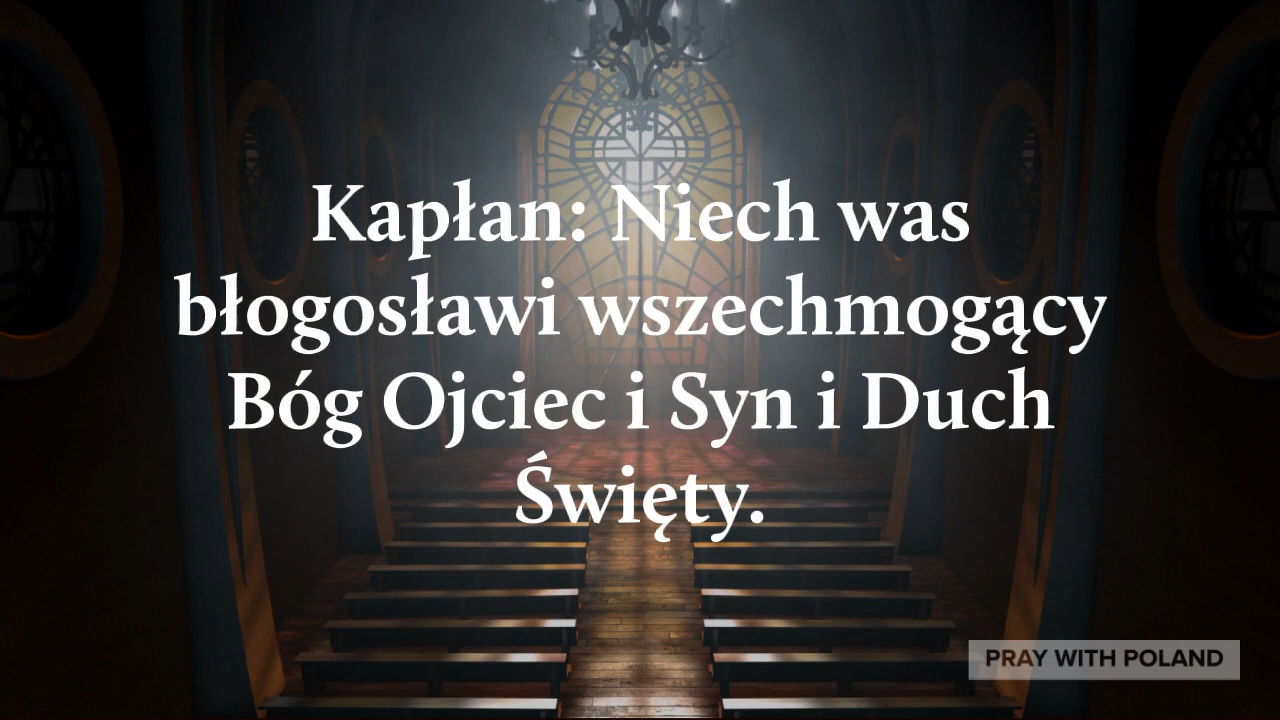 Kapłan: Niech was
błogosławi wszechmogący
Bóg Ojciec i Syn i Duch
Święty.
PRAY WITH POLAND